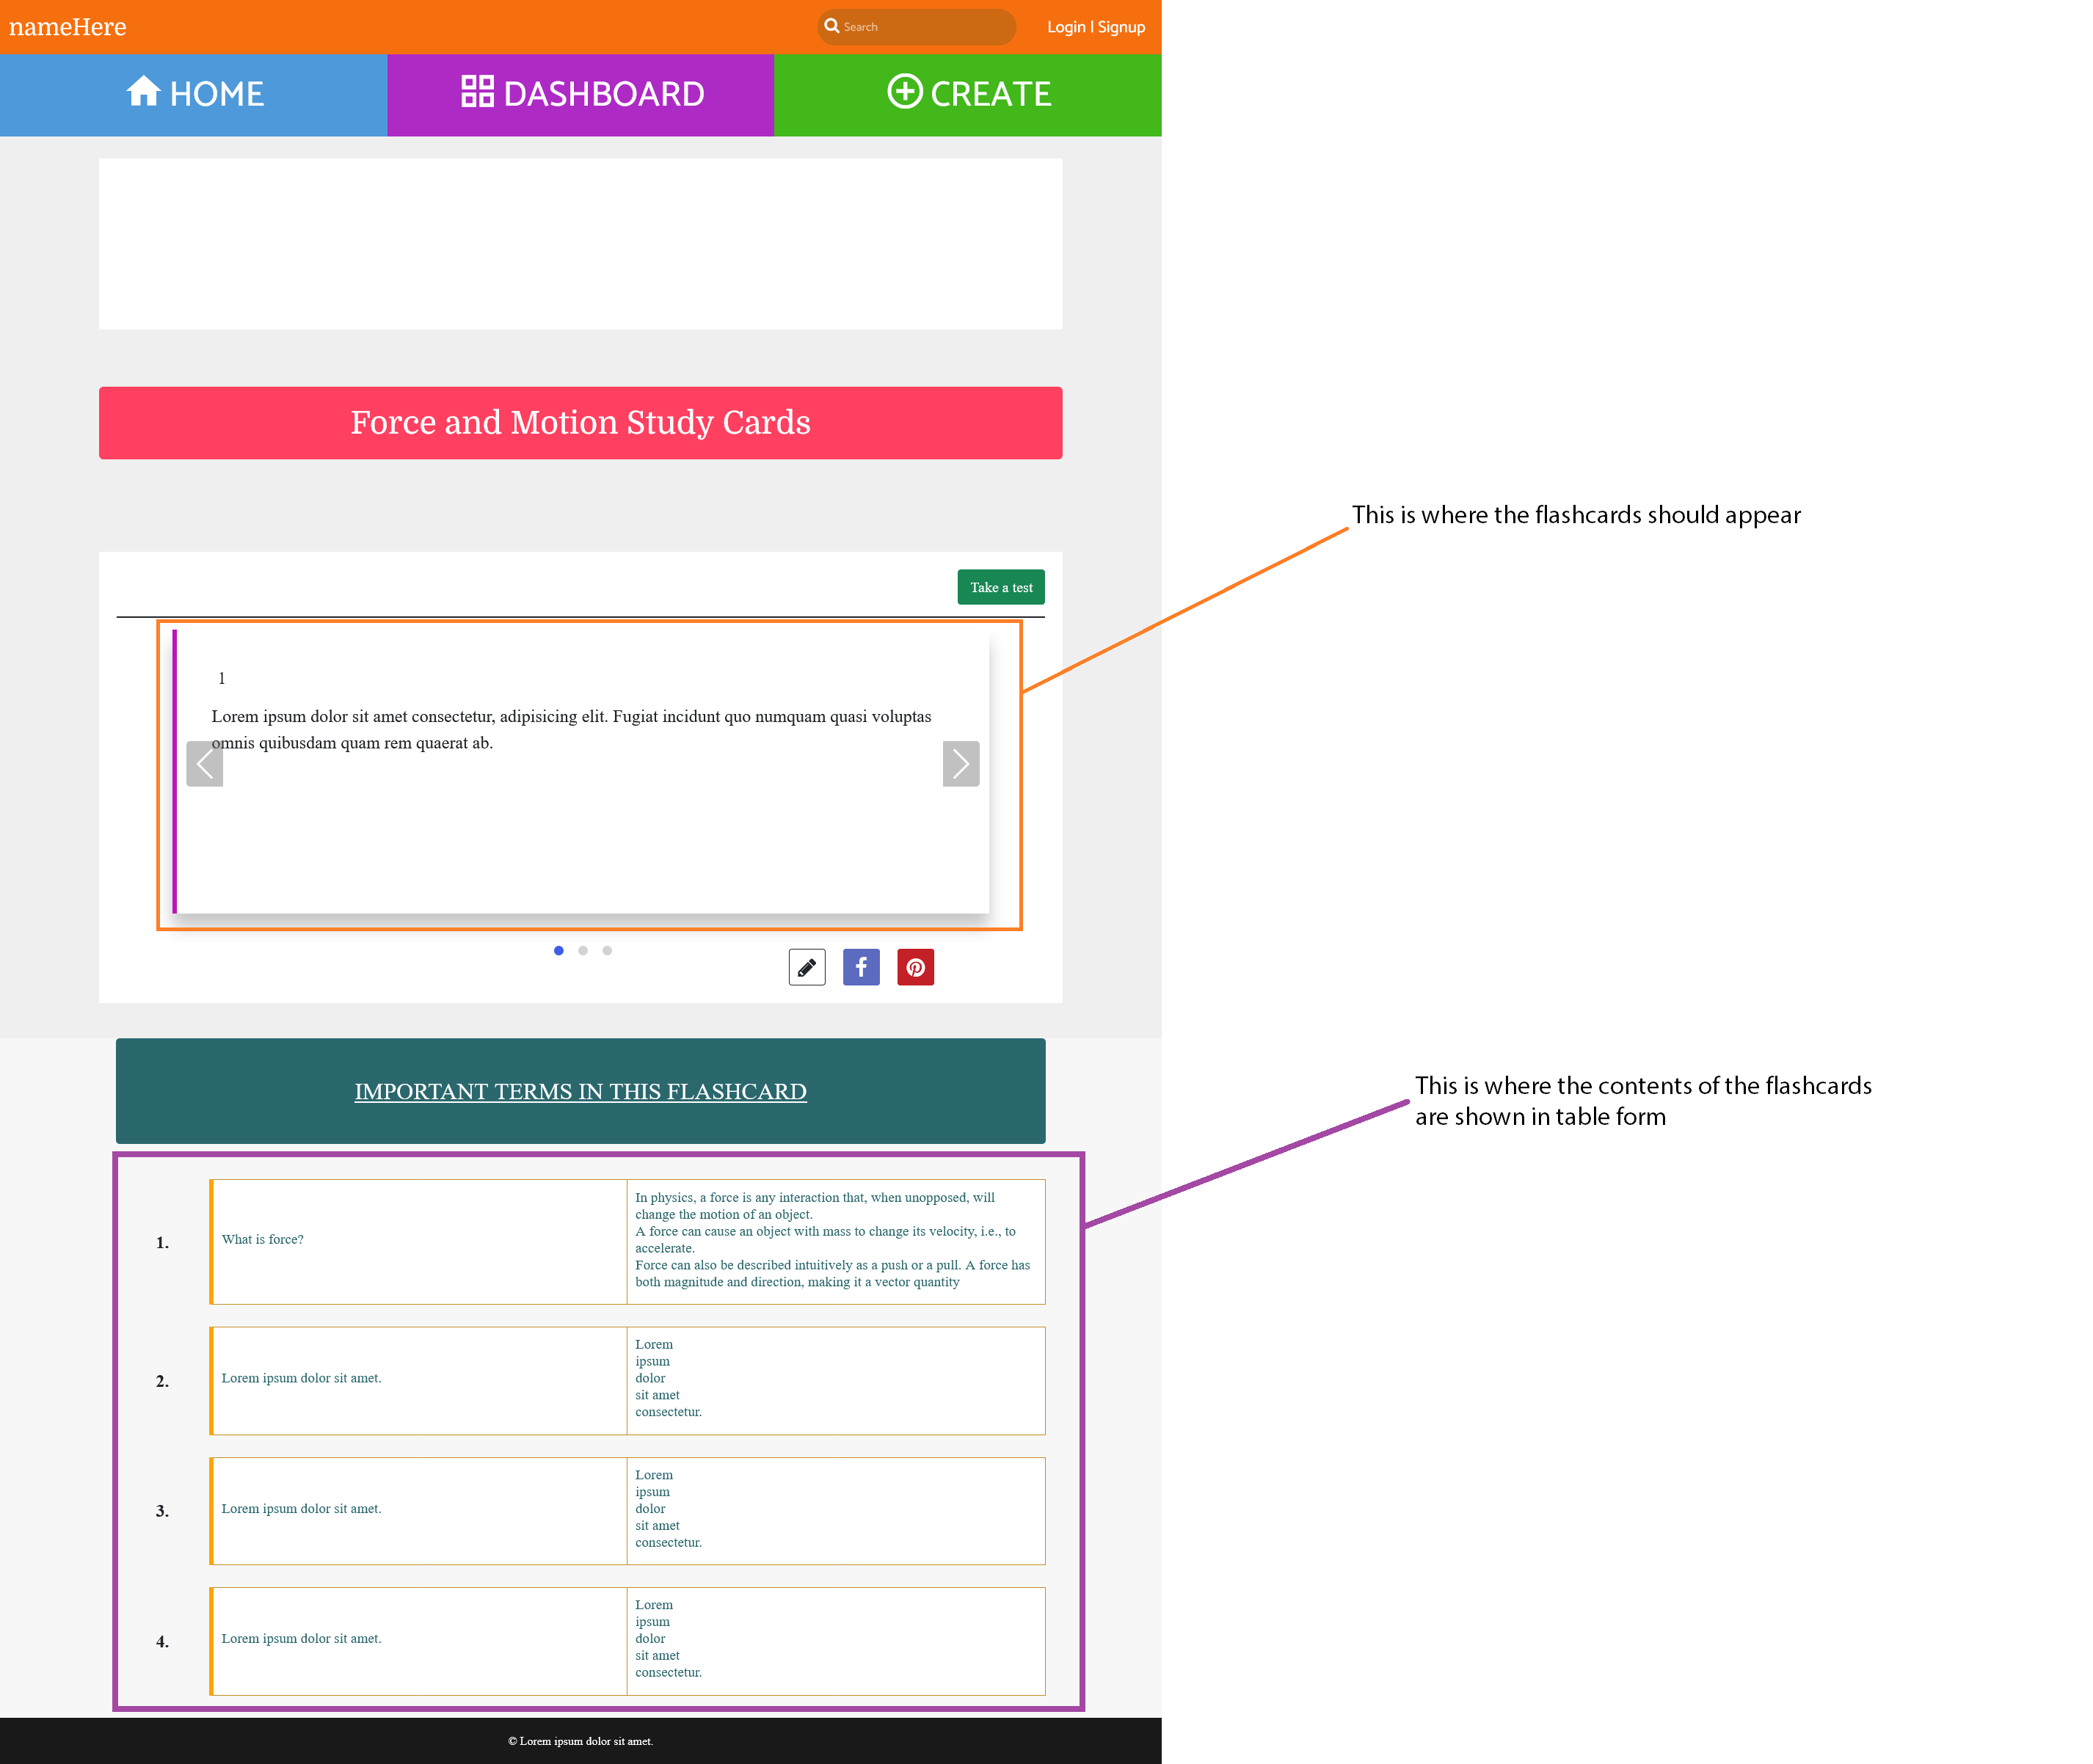 nameHere
Search
Login | Signup
HOME
DASHBOARD
CREATE
Force and Motion Study Cards
This is where the flashcards should appear
Take a test
1
Lorem ipsum dolor sit amet consectetur, adipisicing elit. Fugiat incidunt quo numquam quasi voluptas
omnis quibusdam quam rem quaerat ab.
IMPORTANT TERMS IN THIS FLASHCARD
This is where the contents of the flashcards
are shown in table form
1.
What is force?
In physics, a force is any interaction that, when unopposed, will
change the motion of an object.
A force can cause an object with mass to change its velocity, i.e., to
accelerate.
Force can also be described intuitively as a push or a pull. A force has
both magnitude and direction, making it a vector quantity
2.
Lorem ipsum dolor sit amet.
Lorem
ipsum
dolor
sit amet
consectetur.
3.
Lorem ipsum dolor sit amet.
Lorem
ipsum
dolor
sit amet
consectetur.
4.
Lorem ipsum dolor sit amet.
Lorem
ipsum
dolor
sit amet
consectetur.
© Lorem ipsum dolor sit amet.